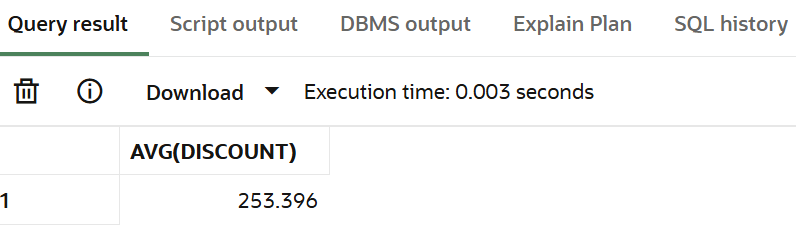 Query result Script output DBMS output Explain Plan SQL history
Download Execution time: 0.003 seconds
AVG(DISCOUNT)
1 253.396